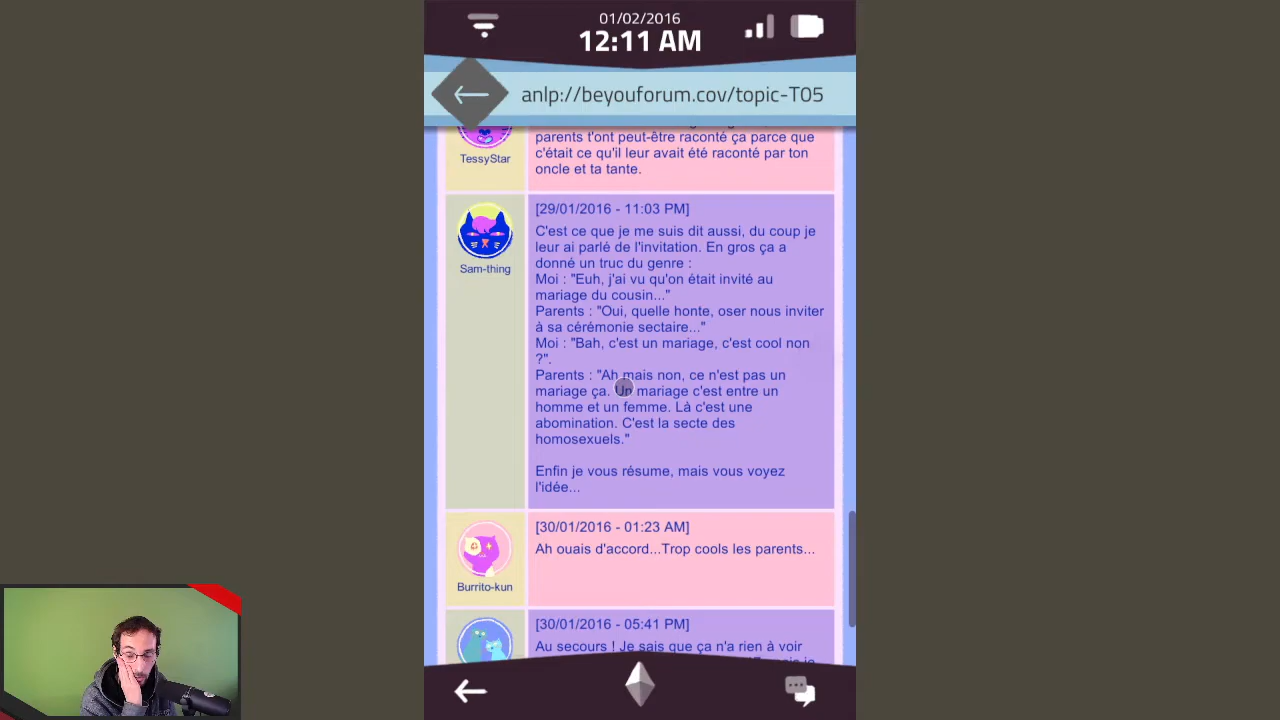 01/02/2016
12:11 AM
anlp://beyouforum.cov/topic-T05
TessyStar
parents t'ont peut-être raconté ça parce que
c'était ce qu'il leur avait été raconté par ton
oncle et ta tante.
Sam-thing
[29/01/2016 - 11:03 PM]
C'est ce que je me suis dit aussi, du coup je
leur ai parlé de l'invitation. En gros ça a
donné un truc du genre :
Moi : "Euh, j'ai vu qu'on était invité au
mariage du cousin..."
Parents : "Oui, quelle honte, oser nous inviter
à sa cérémonie sectaire..."
Moi : "Bah, c'est un mariage, c'est cool non
?".
Parents : "Ah mais non, ce n'est pas un
mariage ça. Un mariage c'est entre un
homme et un femme. Là c'est une
abomination. C'est la secte des
homosexuels."
Enfin je vous résume, mais vous voyez
l'idée...
Burrito-kun
[30/01/2016 - 01:23 AM]
Ah ouais d'accord...Trop cools les parents...
[30/01/2016 - 05:41 PM]
Au secours ! Je sais que ça n'a rien à voir